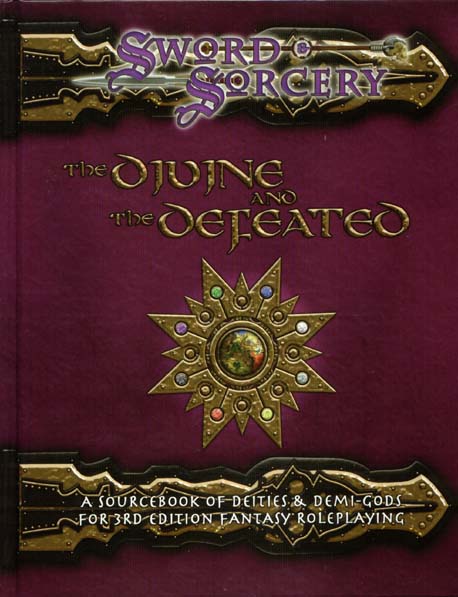 SWORD &
SORCERY
THE DIVINE
AND
THE DEFEATED
A SOURCEBOOK OF DEITIES & DEMI-GODS
FOR 3RD EDITION FANTASY ROLEPLAYING